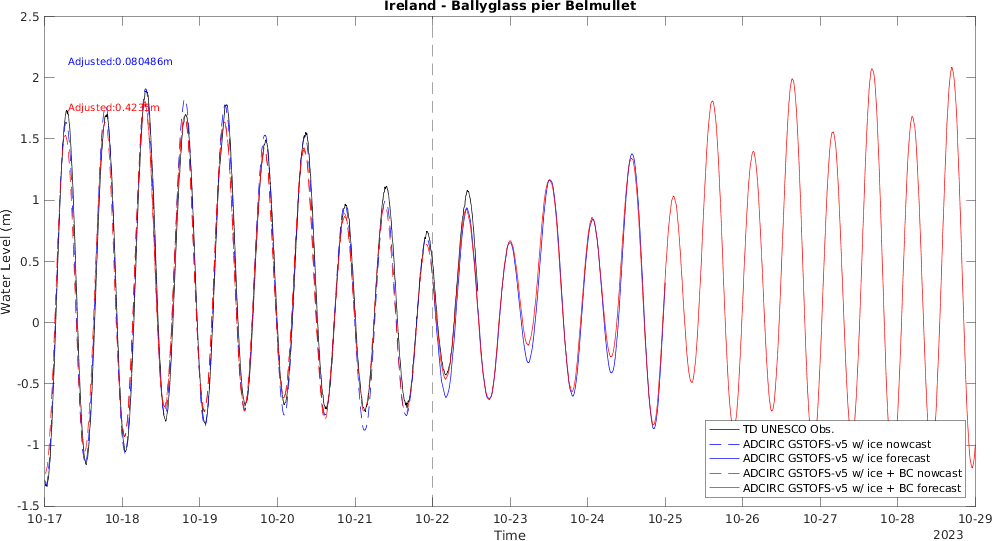 Ireland - Ballyglass pier Belmullet
Adjusted:0.080486m
Adjusted:0.4235m
Water Level (m)
2.5
2
1.5
1
0.5
0
-0.5
-1
-1.5
TD UNESCO Obs.
ADCIRC GSTOFS-v5 w/ ice nowcast
ADCIRC GSTOFS-v5 w/ ice forecast
ADCIRC GSTOFS-v5 w/ ice + BC nowcast
ADCIRC GSTOFS-v5 w/ ice + BC forecast
10-17 10-18 10-19 10-20 10-21 10-22 10-23 10-24 10-25 10-26 10-27 10-28 10-29
Time
2023